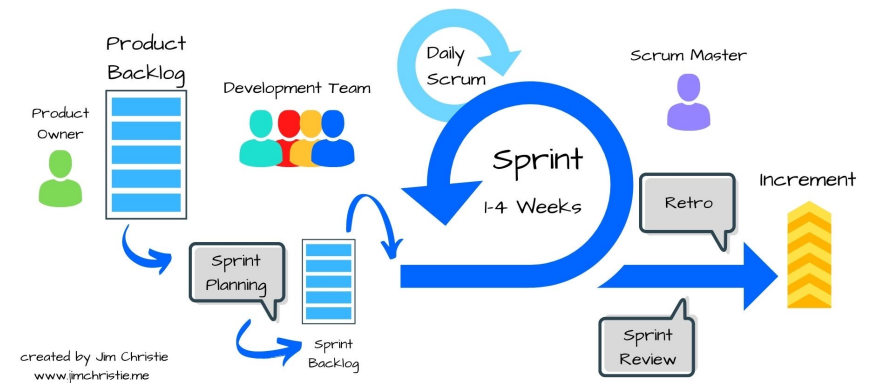 Product
Backlog
Product
Owner
Development Team
Daily
Scrum
Scrum Master
Sprint
1-4 Weeks
Retro
Increment
Sprint
Planning
Sprint
Backlog
Sprint
Review
created by Jim Christie
www.jimchristie.me